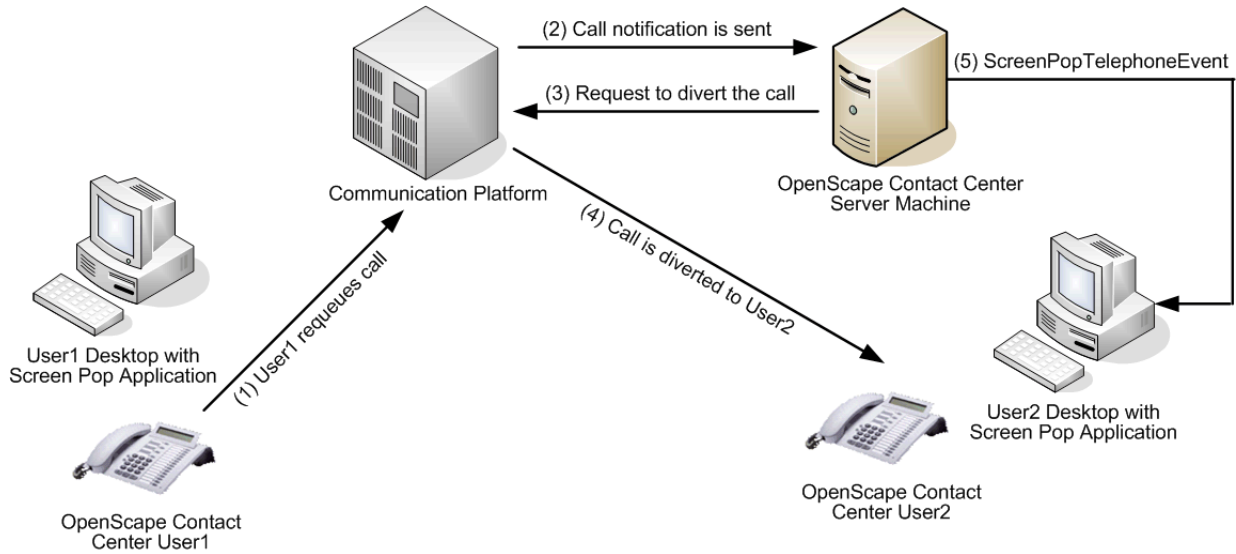 (2) Call notification is sent
(5) ScreenPopTelephoneEvent
(3) Request to divert the call
Communication Platform
OpenScape Contact Center
Server Machine
(4) Call is diverted to User2
(1) User1 requeues call
User1 Desktop with
Screen Pop Application
User2 Desktop with
Screen Pop Application
OpenScape Contact
Center User2
OpenScape Contact
Center User1